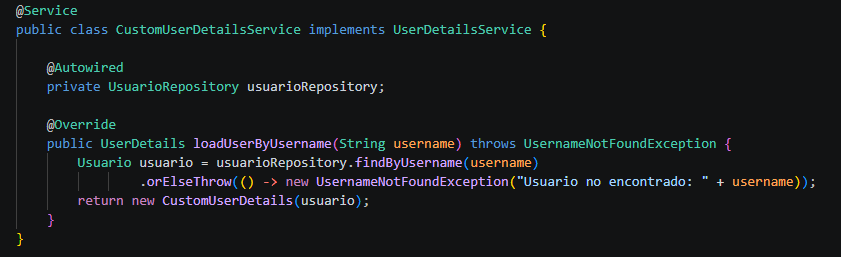 @Service
public class CustomUserDetailsService implements UserDetailsService {
@Autowired
private UsuarioRepository usuarioRepository;
@Override
public UserDetails loadUserByUsername(String username) throws UsernameNotFoundException {
Usuario usuario = usuarioRepository.findByUsername(username)
.orElseThrow(() -> new UsernameNotFoundException("Usuario no encontrado: " + username));
return new CustomUserDetails(usuario);
}
}